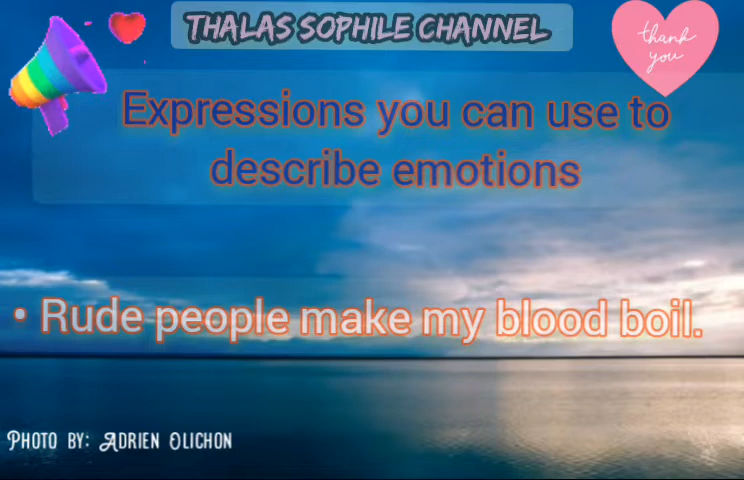 THALAS SOPHILE CHANNEL
thank
you
Expressions you can use to
describe emotions
• Rude people make my blood boil.
PHOTO BY: ADRIEN OLICHON